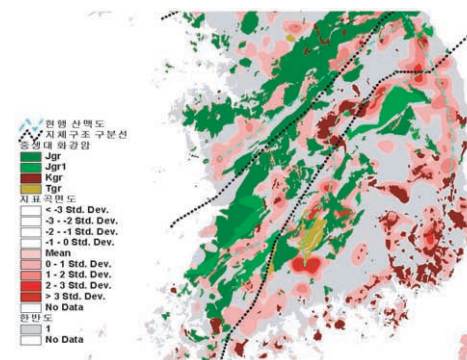 현행 산맥도
지체구조 구분선
중생대 화강암
Jgr
Jgr1
Kgr
Tgr
지표곡면도
< -3 Std. Dev.
-3 - -2 Std. Dev.
-2 - -1 Std. Dev.
-1 - 0 Std. Dev.
Mean
0 - 1 Std. Dev.
1 - 2 Std. Dev.
2 - 3 Std. Dev.
> 3 Std. Dev.
No Data
한반도
1
No Data